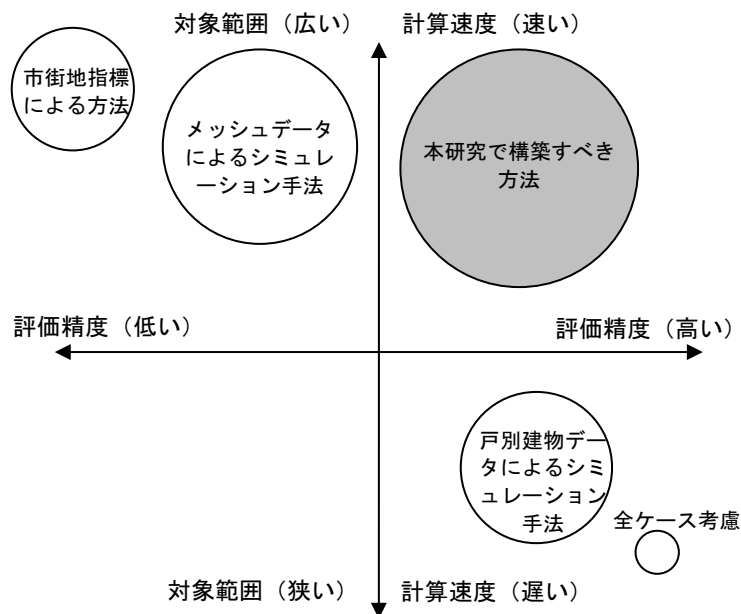 対象範囲（広い）
計算速度（速い）
市街地指標
による方法
メッシュデータ
によるシミュレ
ーション手法
本研究で構築すべき
方法
評価精度（低い）
評価精度（高い）
戸別建物デー
タによるシミ
ュレーション
手法
全ケース考慮
対象範囲（狭い）
計算速度（遅い）